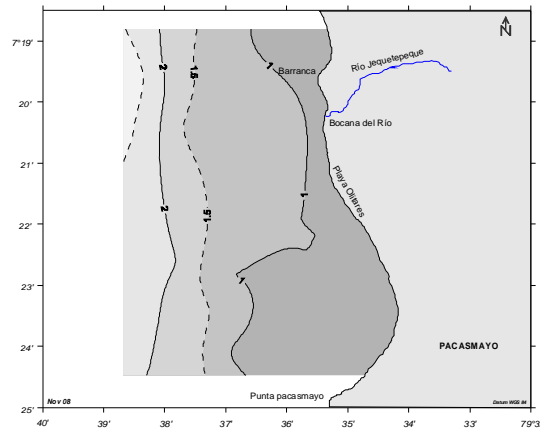 N
7°19'
20'
21'
22'
23'
24'
25'
Barranca
Río Jequetepeque
Bocana del Río
Playa Olitares
2
1.5
1
2
1.5
1
1
PACASMAYO
Punta pacasmayo
Nov 08
Datum WGS 84
40'
39'
38'
37'
36'
35'
34'
33'
79°3